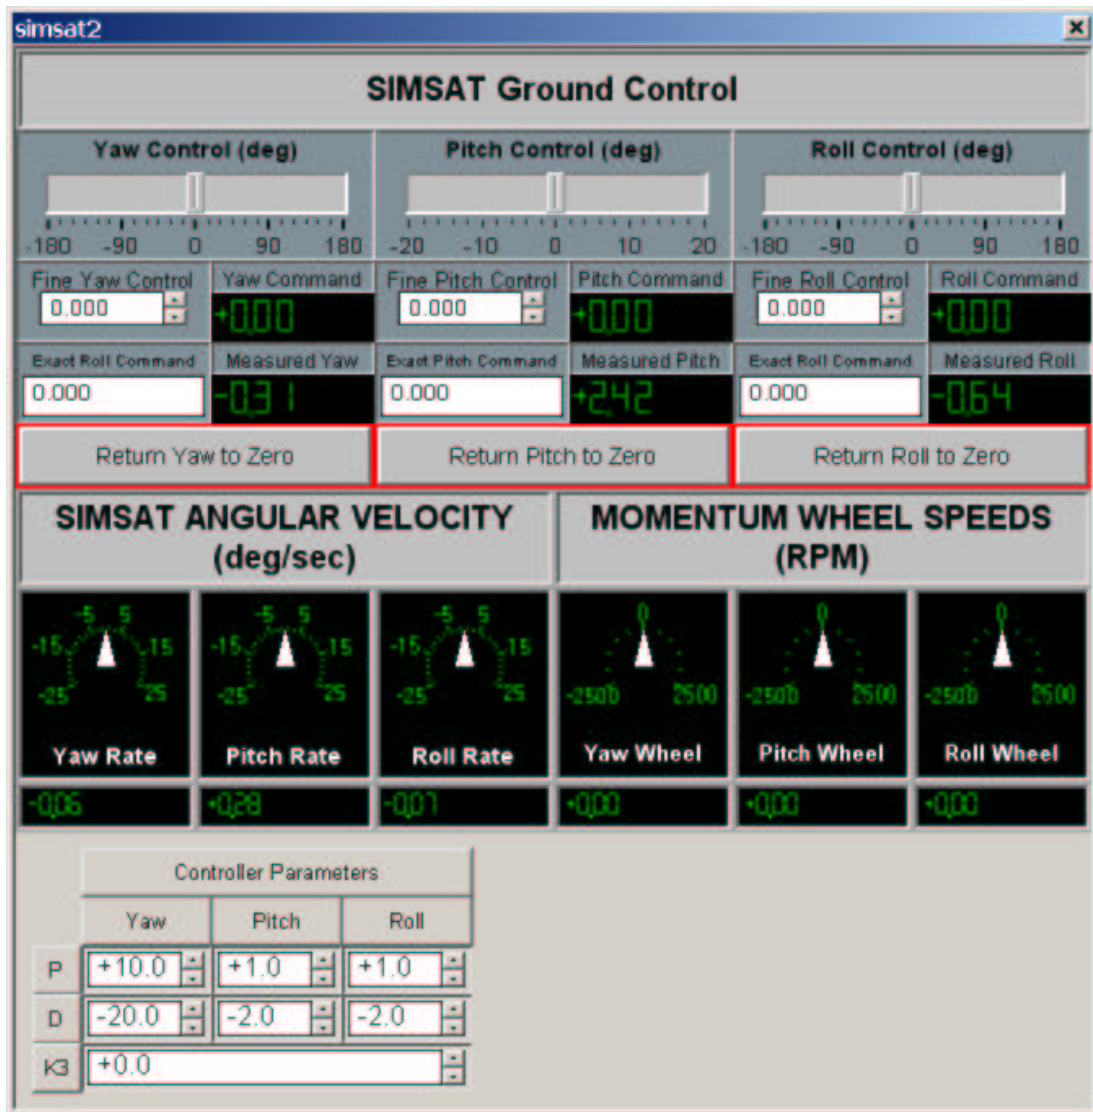 simsat2
SIMSAT Ground Control
Yaw Control (deg) Pitch Control (deg) Roll Control (deg)
-180 -90 0 90 180 -20 -10 0 10 20 -180 -90 0 90 180
Fine Yaw Control Yaw Command Fine Pitch Control Pitch Command Fine Roll Control Roll Command
0.000 +0.00 0.000 +0.00 0.000 +0.00
Exact Roll Command Measured Yaw Exact Pitch Command Measured Pitch Exact Roll Command Measured Roll
0.000 -0.31 0.000 +2.42 0.000 -0.64
Return Yaw to Zero Return Pitch to Zero Return Roll to Zero
SIMSAT ANGULAR VELOCITY MOMENTUM WHEEL SPEEDS
(deg/sec) (RPM)
-5 5 -5 5 -5 5 0 0 0
-15 15 -15 15 -15 15
-25 25 -25 25 -25 25 -2500 2500 -2500 2500 -2500 2500
Yaw Rate Pitch Rate Roll Rate Yaw Wheel Pitch Wheel Roll Wheel
-0.06 +0.28 -0.07 +0.00 +0.00 +0.00
Controller Parameters
Yaw Pitch Roll
P +10.0 +1.0 +1.0
D -20.0 -2.0 -2.0
K3 +0.0